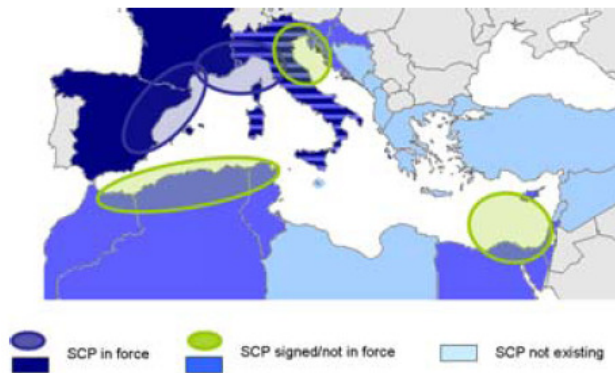 SCP in force
SCP signed/not in force
SCP not existing